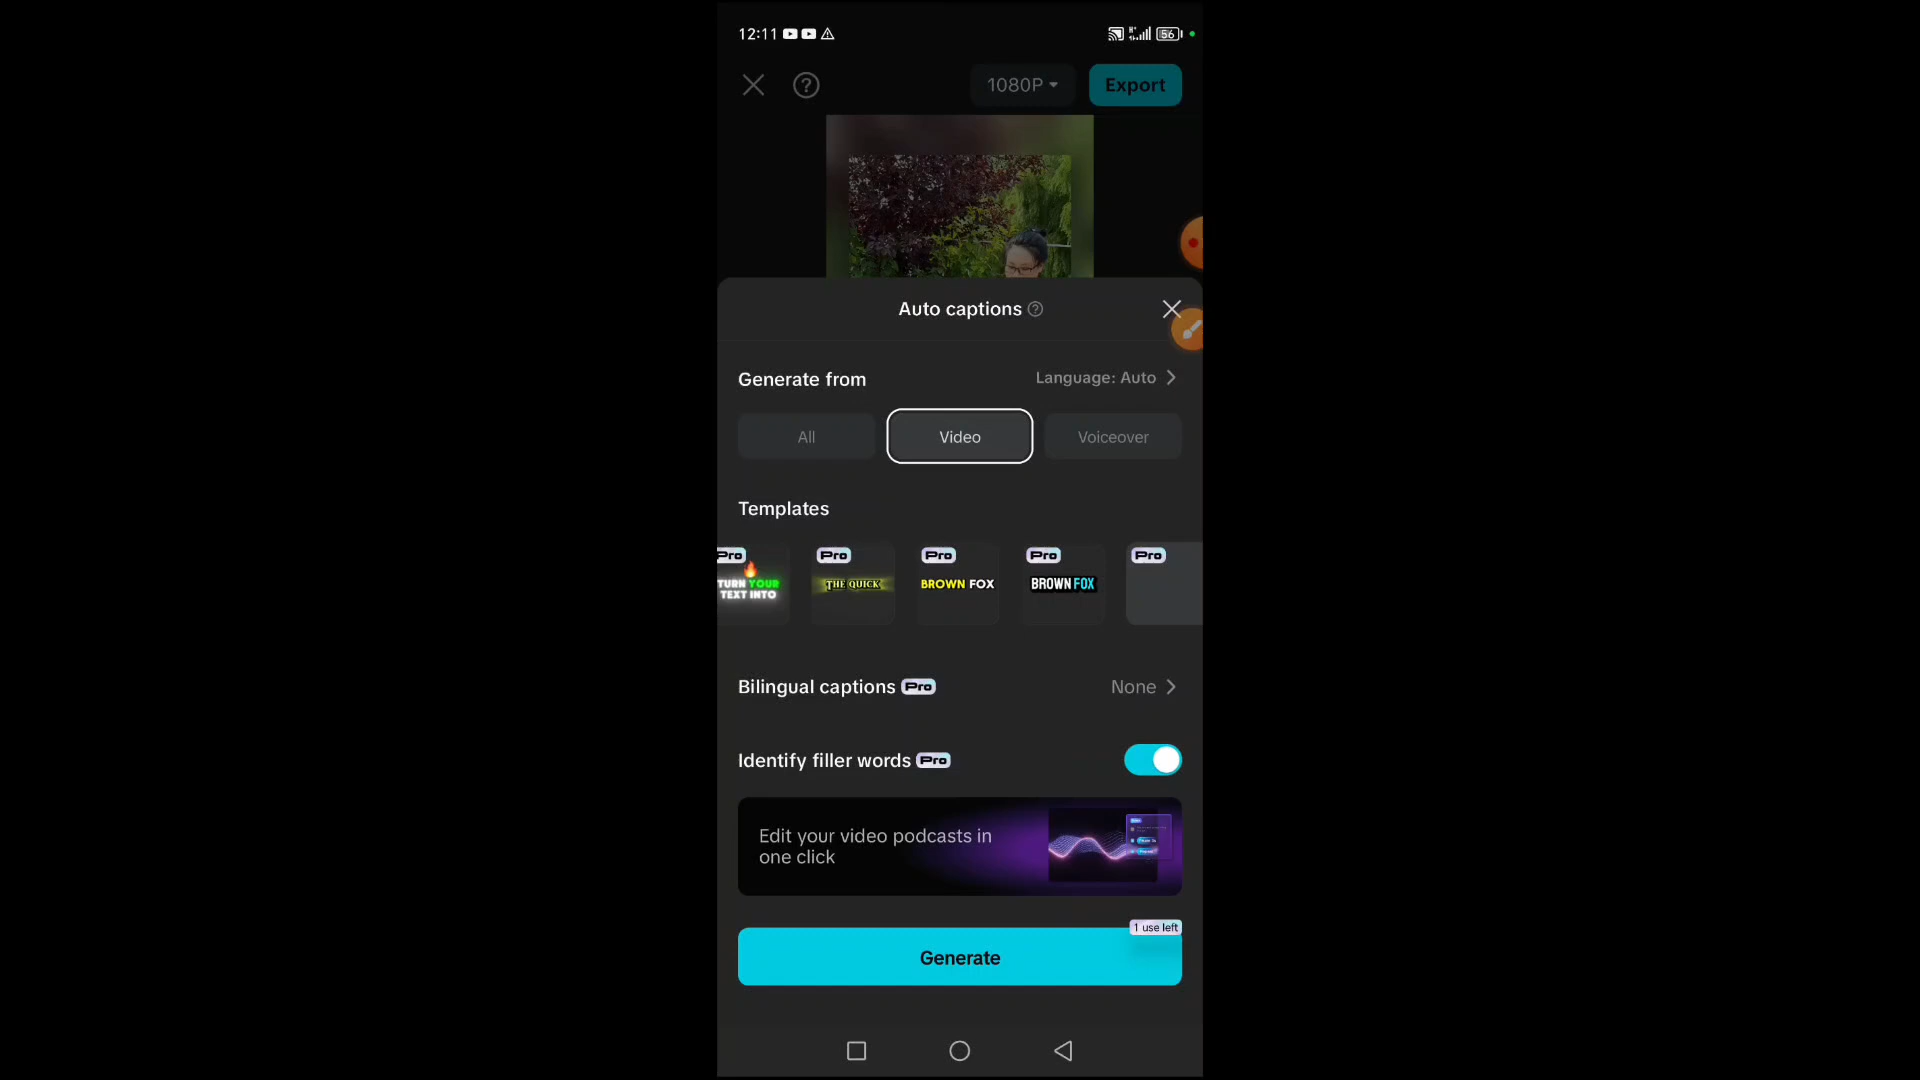 12:11
56
1080P
Export
Auto captions
Generate from
Language: Auto
All
Video
Voiceover
Templates
Pro
Pro
Pro
Pro
Pro
TURN YOUR
TEXT INTO
THE QUICK
BROWN FOX
BROWN FOX
Bilingual captions Pro
None
Identify filler words Pro
Edit your video podcasts in
one click
1 use left
Generate